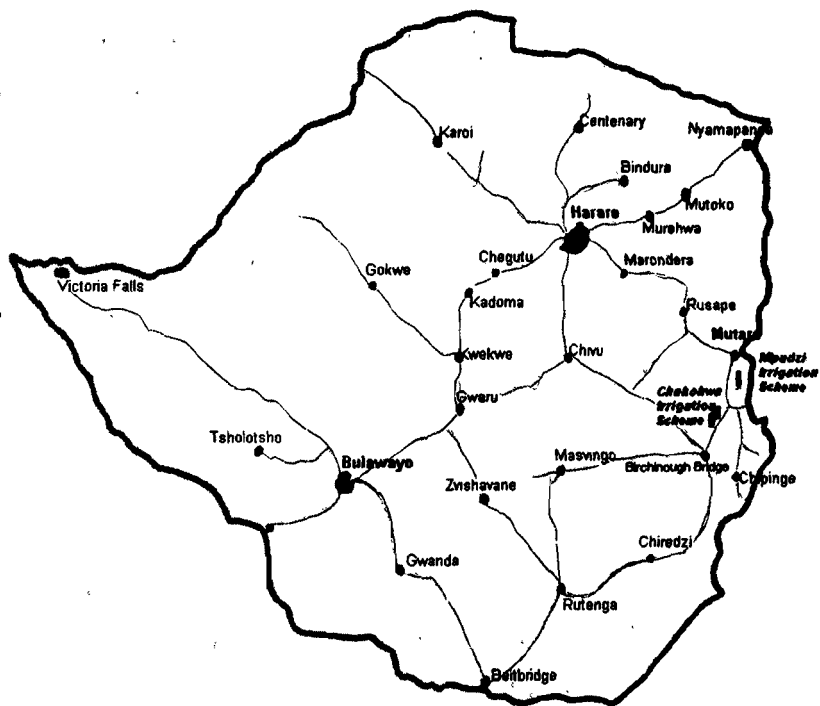 Centenary
Karoi
Nyamapanda
Bindura
Mutoko
Harare
Murehwa
Chegutu
Marondera
Gokwe
Victoria Falls
Kadoma
Rusape
Mutare
Kwekwe
Chivu
Mpudzi
Irrigation
Scheme
Chakohwa
Irrigation
Scheme
Gweru
Tsholotsho
Bulawayo
Masvingo
Birchinough Bridge
Zvishavane
Chipinge
Chiredzi
Gwanda
Rutenga
Beitbridge